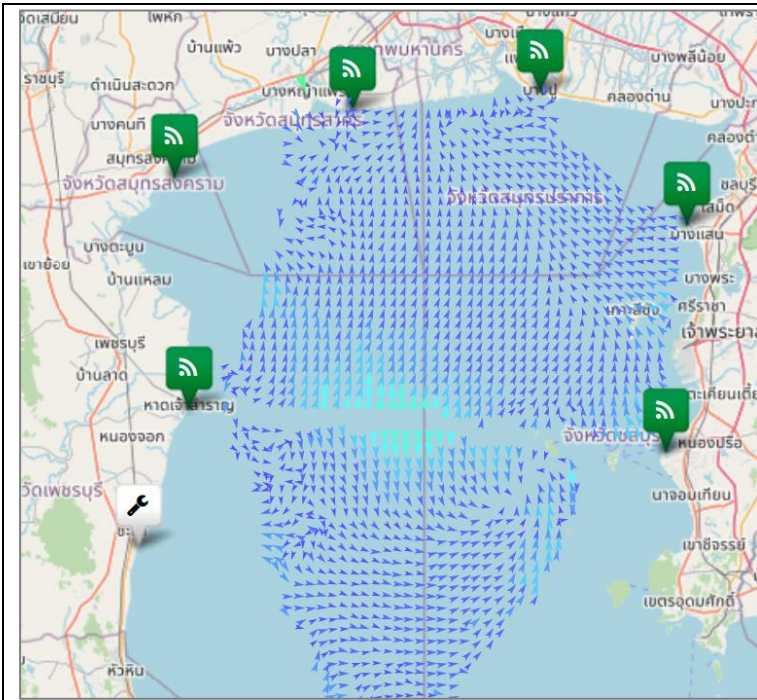 ไผ่หัก
บ้านแพ้ว
บางปลา
กรุงเทพมหานคร
บางพลีน้อย
ราชบุรี
ดำเนินสะดวก
บางหญ้าแพรก
บางปู
คลองด่าน
บางคนที
จังหวัดสมุทรสาคร
สมุทรสงคราม
จังหวัดสมุทรสงคราม
ชลบุรี
เสม็ด
จังหวัดสมุทรปราการ
บางแสน
บางตะบูน
เขาย้อย
บ้านแหลม
บางพระ
เกาะสีชัง
ศรีราชา
เพชรบุรี
บ้านลาด
หาดเจ้าสำราญ
หนองจอก
จังหวัดชลบุรี
หนองปรือ
นาจอมเทียน
เขาชีจรรย์
เขตรอุดมศักดิ์
หัวหิน